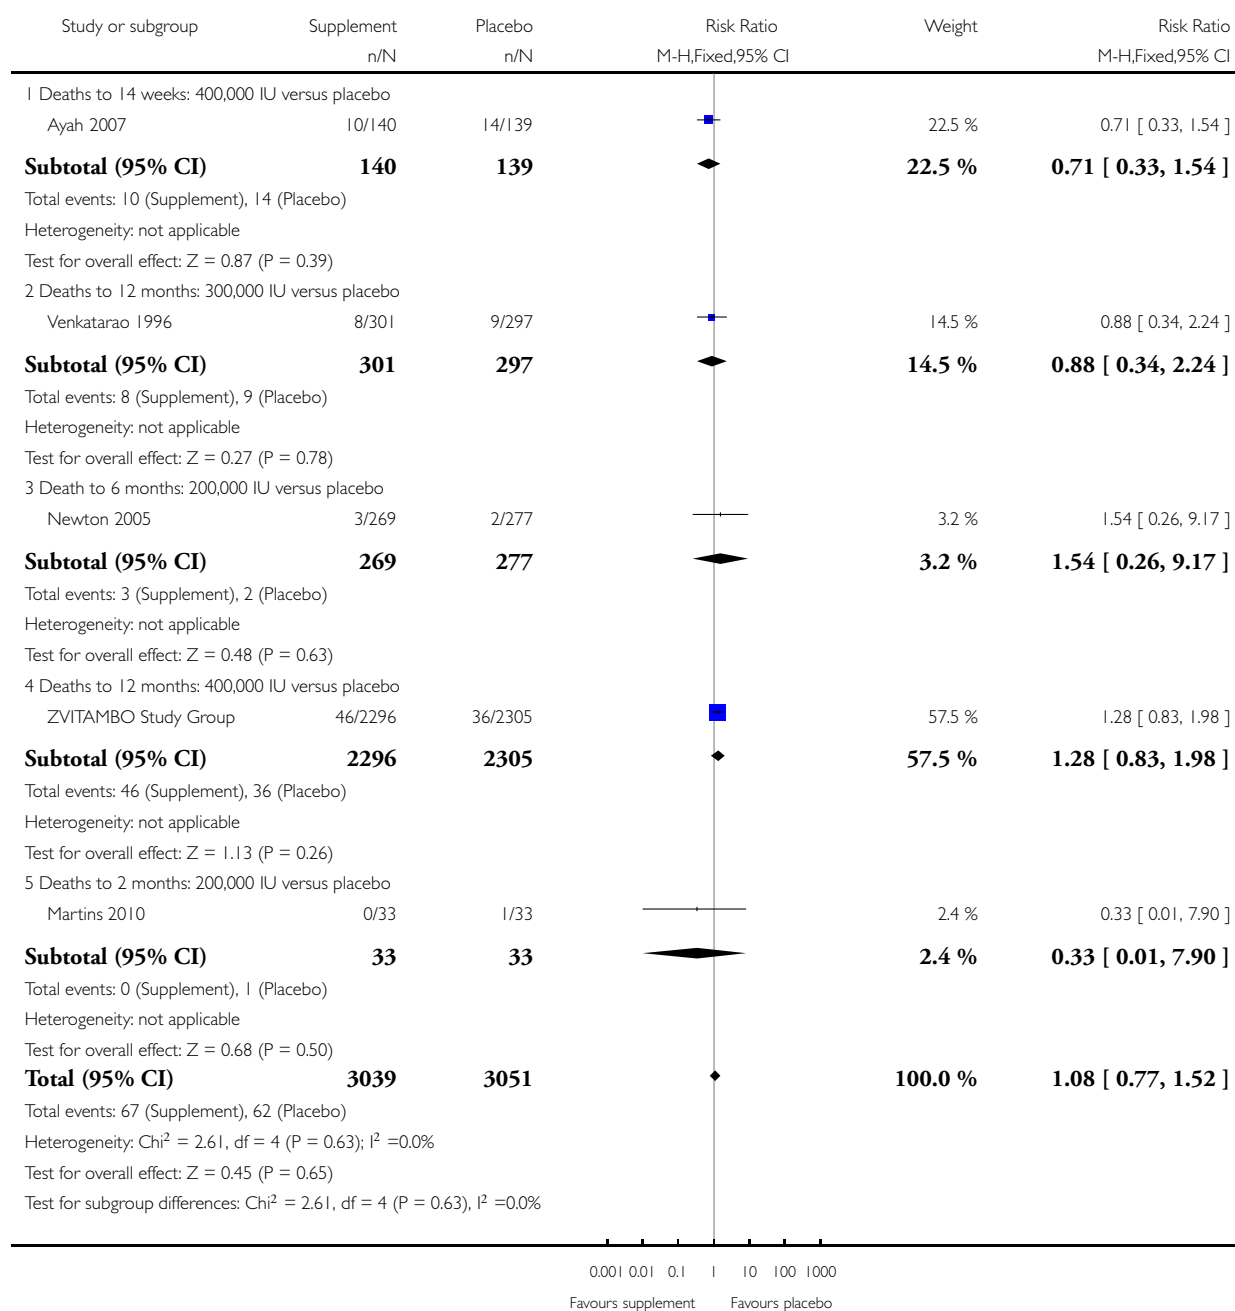 Study or subgroup Supplement Placebo Risk Ratio Weight Risk Ratio
n/N n/N M-H,Fixed,95% CI M-H,Fixed,95% CI
1 Deaths to 14 weeks: 400,000 IU versus placebo
Ayah 2007 10/140 14/139 22.5 % 0.71 [ 0.33, 1.54 ]
Subtotal (95% CI) 140 139 22.5 % 0.71 [ 0.33, 1.54 ]
Total events: 10 (Supplement), 14 (Placebo)
Heterogeneity: not applicable
Test for overall effect: Z = 0.87 (P = 0.39)
2 Deaths to 12 months: 300,000 IU versus placebo
Venkatarao 1996 8/301 9/297 14.5 % 0.88 [ 0.34, 2.24 ]
Subtotal (95% CI) 301 297 14.5 % 0.88 [ 0.34, 2.24 ]
Total events: 8 (Supplement), 9 (Placebo)
Heterogeneity: not applicable
Test for overall effect: Z = 0.27 (P = 0.78)
3 Death to 6 months: 200,000 IU versus placebo
Newton 2005 3/269 2/277 3.2 % 1.54 [ 0.26, 9.17 ]
Subtotal (95% CI) 269 277 3.2 % 1.54 [ 0.26, 9.17 ]
Total events: 3 (Supplement), 2 (Placebo)
Heterogeneity: not applicable
Test for overall effect: Z = 0.48 (P = 0.63)
4 Deaths to 12 months: 400,000 IU versus placebo
ZVITAMBO Study Group 46/2296 36/2305 57.5 % 1.28 [ 0.83, 1.98 ]
Subtotal (95% CI) 2296 2305 57.5 % 1.28 [ 0.83, 1.98 ]
Total events: 46 (Supplement), 36 (Placebo)
Heterogeneity: not applicable
Test for overall effect: Z = 1.13 (P = 0.26)
5 Deaths to 2 months: 200,000 IU versus placebo
Martins 2010 0/33 1/33 2.4 % 0.33 [ 0.01, 7.90 ]
Subtotal (95% CI) 33 33 2.4 % 0.33 [ 0.01, 7.90 ]
Total events: 0 (Supplement), 1 (Placebo)
Heterogeneity: not applicable
Test for overall effect: Z = 0.68 (P = 0.50)
Total (95% CI) 3039 3051 100.0 % 1.08 [ 0.77, 1.52 ]
Total events: 67 (Supplement), 62 (Placebo)
Heterogeneity: Chi² = 2.61, df = 4 (P = 0.63); I² =0.0%
Test for overall effect: Z = 0.45 (P = 0.65)
Test for subgroup differences: Chi² = 2.61, df = 4 (P = 0.63), I² =0.0%
0.001 0.01 0.1 1 10 100 1000
Favours supplement Favours placebo